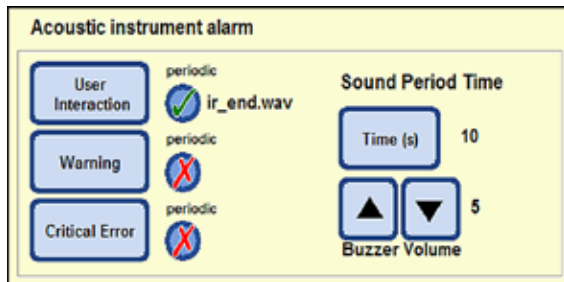 Acoustic instrument alarm
User
Interaction
periodic
ir_end.wav
Warning
periodic
Critical Error
periodic
Sound Period Time
Time (s)
10
5
Buzzer Volume